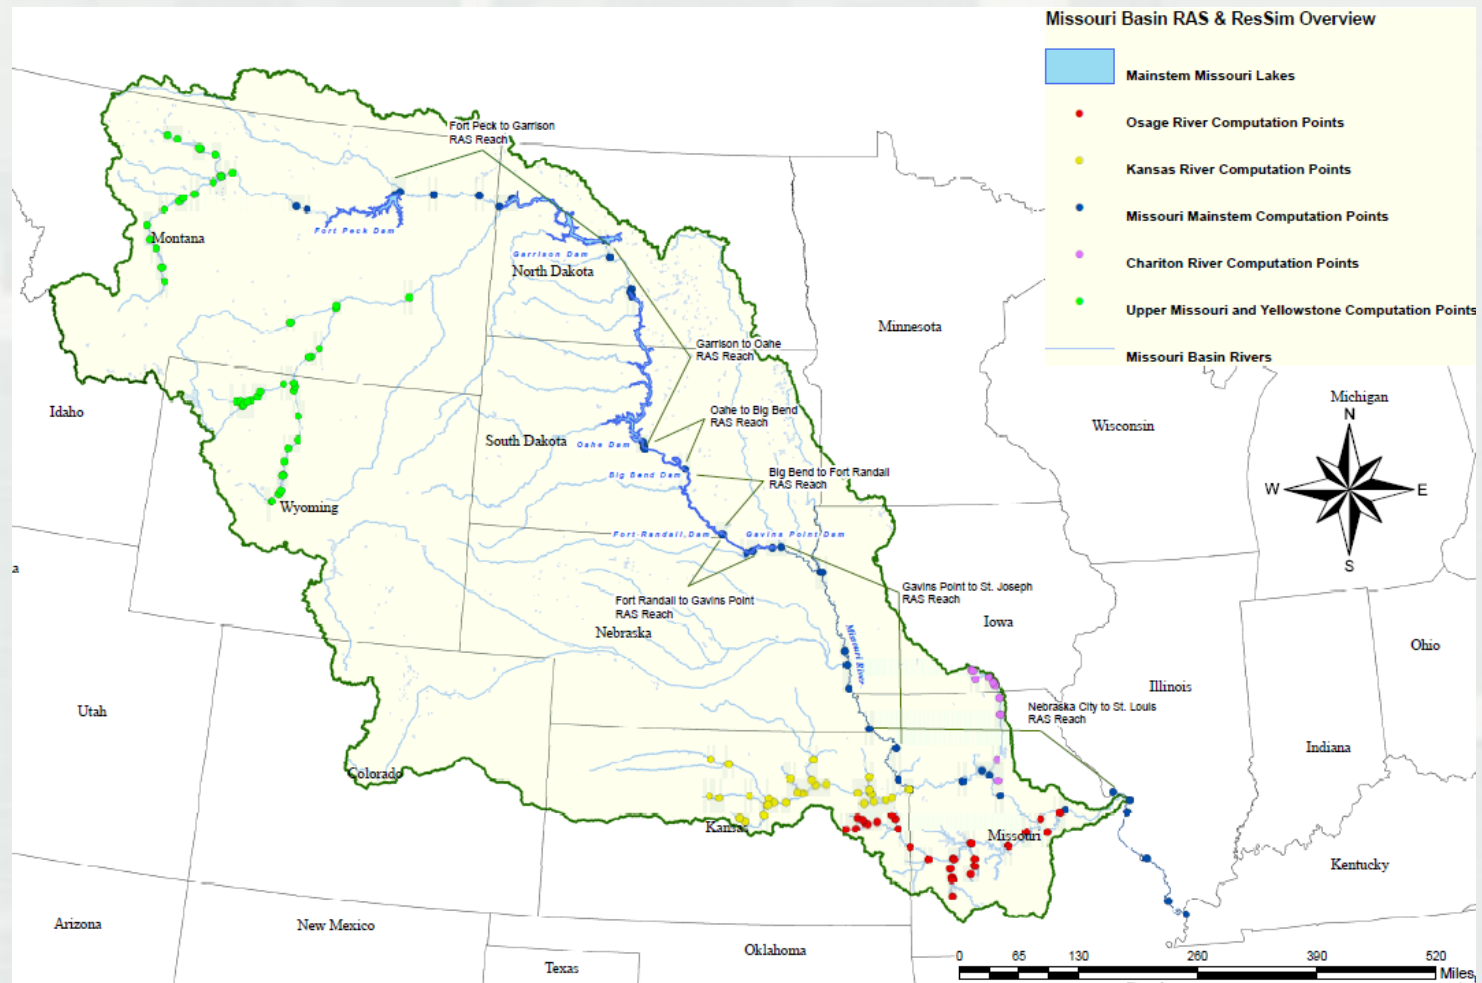 Missouri Basin RAS & ResSim Overview
Mainstem Missouri Lakes
Osage River Computation Points
Kansas River Computation Points
Missouri Mainstem Computation Points
Chariton River Computation Points
Upper Missouri and Yellowstone Computation Points
Missouri Basin Rivers
Fort Peck to Garrison
RAS Reach
Montana
Fort Peck Dam
Garrison Dam
North Dakota
Minnesota
Garrison to Oahe
RAS Reach
Idaho
Michigan
N
W
E
S
Wisconsin
Oahe to Big Bend
RAS Reach
South Dakota
Oahe Dam
Big Bend Dam
Big Bend to Fort Randall
RAS Reach
Wyoming
Fort Randall Dam
Gavins Point Dam
a
Gavins Point to St. Joseph
RAS Reach
Fort Randall to Gavins Point
RAS Reach
Nebraska
Iowa
Missouri River
Ohio
Illinois
Utah
Nebraska City to St. Louis
RAS Reach
Indiana
Colorado
Kansas
Missouri
Kentucky
Arizona
New Mexico
Oklahoma
Texas
0 65 130 260 390 520
Miles